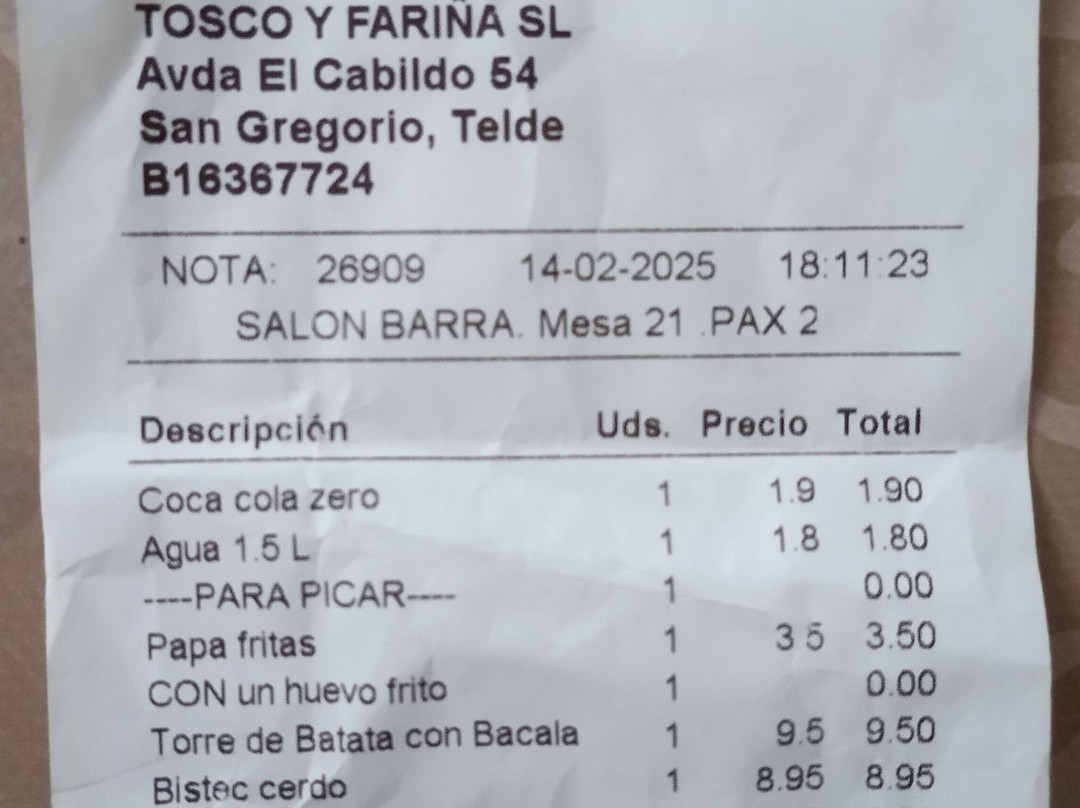 TOSCO Y FARIÑA SL
Avda El Cabildo 54
San Gregorio, Telde
B16367724
NOTA: 26909 14-02-2025 18:11:23
SALON BARRA. Mesa 21 .PAX 2
Descripción Uds. Precio Total
Coca cola zero 1 1.9 1.90
Agua 1.5 L 1 1.8 1.80
----PARA PICAR---- 1 0.00
Papa fritas 1 3 5 3.50
CON un huevo frito 1 0.00
Torre de Batata con Bacala 1 9.5 9.50
Bistec cerdo 1 8.95 8.95